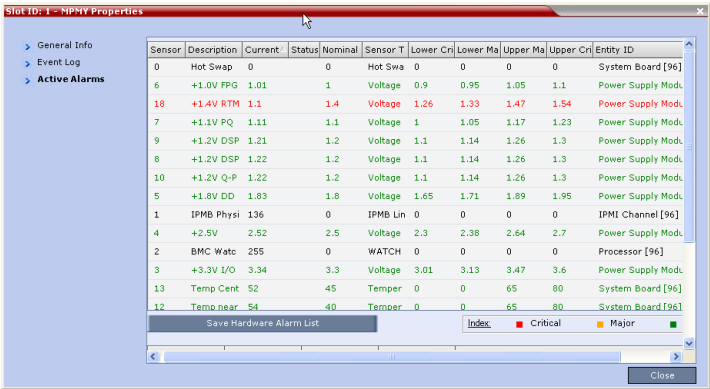 Slot ID: 1 - MPMY Properties
General Info
Event Log
Active Alarms
Sensor Description Current Status Nominal Sensor T Lower Cri Lower Ma Upper Ma Upper Cri Entity ID
0 Hot Swap 0 0 Hot Swa 0 0 0 0 System Board [96]
6 +1.0V FPG 1.01 1 Voltage 0.9 0.95 1.05 1.1 Power Supply Modu
18 +1.4V RTM 1.1 1.4 Voltage 1.26 1.33 1.47 1.54 Power Supply Modu
7 +1.1V PQ 1.11 1.1 Voltage 1 1.05 1.17 1.23 Power Supply Modu
9 +1.2V DSP 1.21 1.2 Voltage 1.1 1.14 1.26 1.3 Power Supply Modu
8 +1.2V DSP 1.22 1.2 Voltage 1.1 1.14 1.26 1.3 Power Supply Modu
10 +1.2V Q-P 1.22 1.2 Voltage 1.1 1.14 1.26 1.3 Power Supply Modu
5 +1.8V DD 1.83 1.8 Voltage 1.65 1.71 1.89 1.95 Power Supply Modu
1 IPMB Physi 136 0 IPMB Lin 0 0 0 0 IPMI Channel [96]
4 +2.5V 2.52 2.5 Voltage 2.3 2.38 2.64 2.7 Power Supply Modu
2 BMC Watc 255 0 WATCH 0 0 0 0 Processor [96]
3 +3.3V I/O 3.34 3.3 Voltage 3.01 3.13 3.47 3.6 Power Supply Modu
13 Temp Cent 52 45 Temper 0 0 65 80 System Board [96]
12 Temp near 54 40 Temper 0 0 65 80 System Board [96]
Save Hardware Alarm List
Index: Critical Major
Close